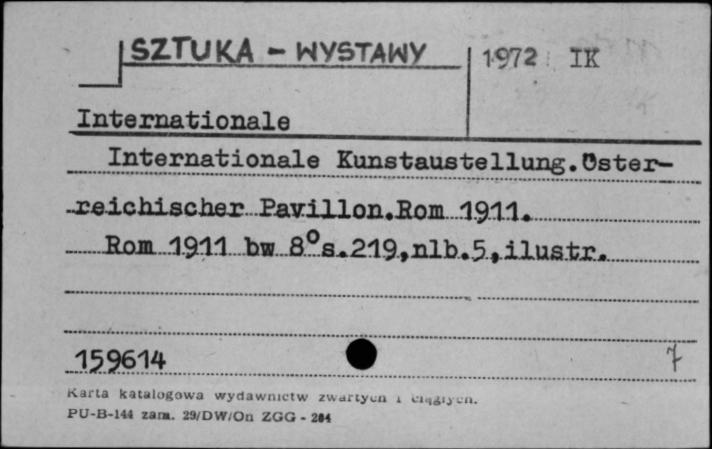 SZTUKA - WYSTAWY
1972 IK
Internationale
Internationale Kunstaustellung.Öster-
reichischer Pavillon.Rom 1911.
Rom 1911 bw 8°s.219,nlb.5,ilustr.
159614
7
Karta katalogowa wydawnictw zwartych i ciągłych.
PU-B-144 zam. 29/DW/On ZGG - 284